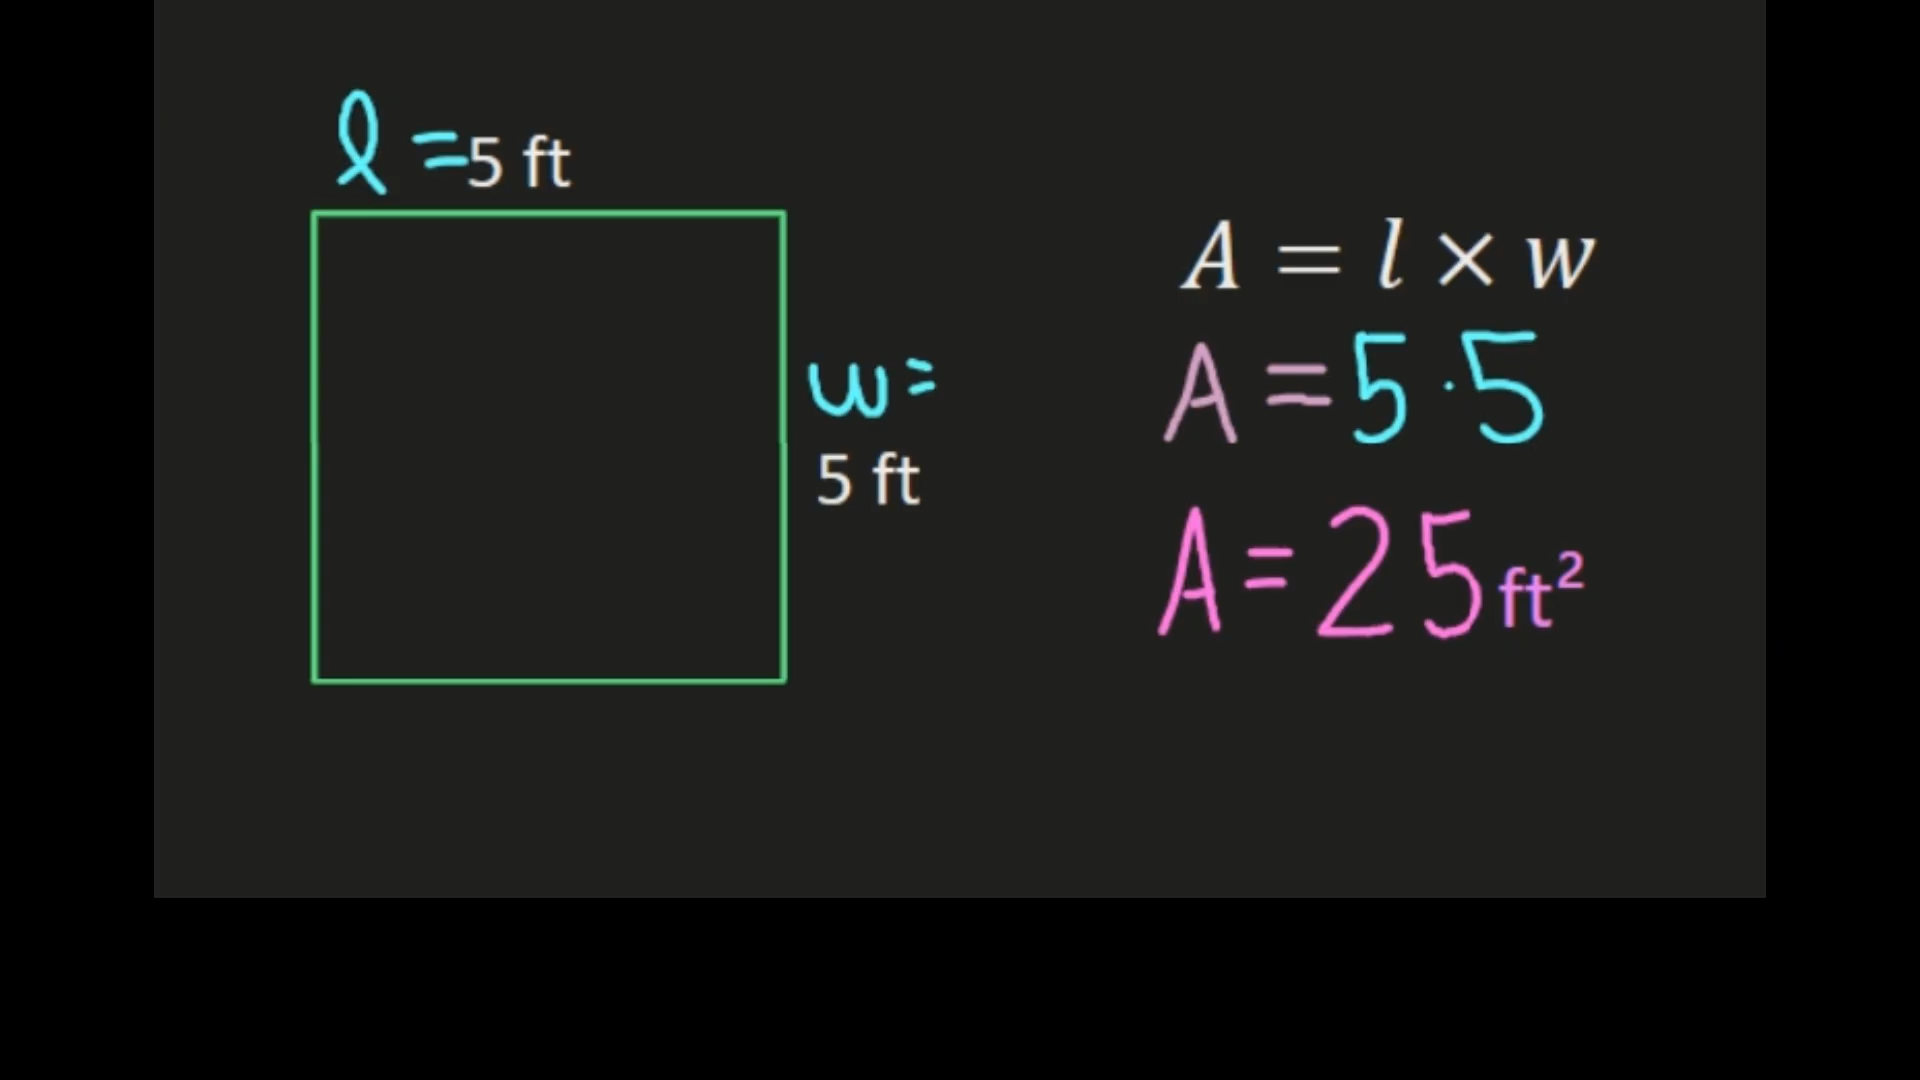 l = 5 ft
w =
5 ft
A = l × w
A = 5 · 5
A = 25 ft²